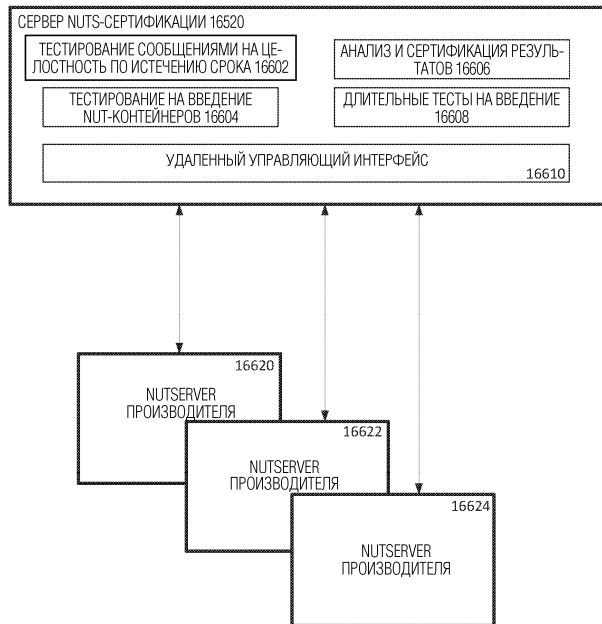 СЕРВЕР NUTS-СЕРТИФИКАЦИИ 16520
ТЕСТИРОВАНИЕ СООБЩЕНИЯМИ НА ЦЕ-
ЛОСТНОСТЬ ПО ИСТЕЧЕНИЮ СРОКА 16602
АНАЛИЗ И СЕРТИФИКАЦИЯ РЕЗУЛЬ-
ТАТОВ 16606
ТЕСТИРОВАНИЕ НА ВВЕДЕНИЕ
NUT-КОНТЕЙНЕРОВ 16604
ДЛИТЕЛЬНЫЕ ТЕСТЫ НА ВВЕДЕНИЕ
16608
УДАЛЕННЫЙ УПРАВЛЯЮЩИЙ ИНТЕРФЕЙС
16610
16620
NUTSERVER
ПРОИЗВОДИТЕЛЯ
16622
NUTSERVER
ПРОИЗВОДИТЕЛЯ
16624
NUTSERVER
ПРОИЗВОДИТЕЛЯ